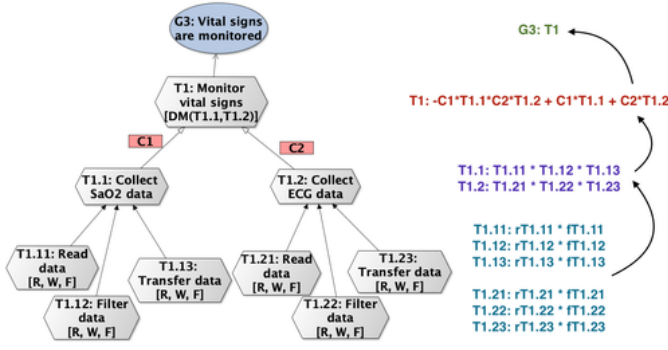 G3: Vital signs
are monitored
T1: Monitor
vital signs
[DM(T1.1,T1.2)]
C1
C2
T1.1: Collect
SaO2 data
T1.2: Collect
ECG data
T1.11: Read
data
[R, W, F]
T1.12: Filter
data
[R, W, F]
T1.13:
Transfer data
[R, W, F]
T1.21: Read
data
[R, W, F]
T1.22: Filter
data
[R, W, F]
T1.23:
Transfer data
[R, W, F]
G3: T1
T1: -C1*T1.1*C2*T1.2 + C1*T1.1 + C2*T1.2
T1.1: T1.11 * T1.12 * T1.13
T1.2: T1.21 * T1.22 * T1.23
T1.11: rT1.11 * fT1.11
T1.12: rT1.12 * fT1.12
T1.13: rT1.13 * fT1.13
T1.21: rT1.21 * fT1.21
T1.22: rT1.22 * fT1.22
T1.23: rT1.23 * fT1.23